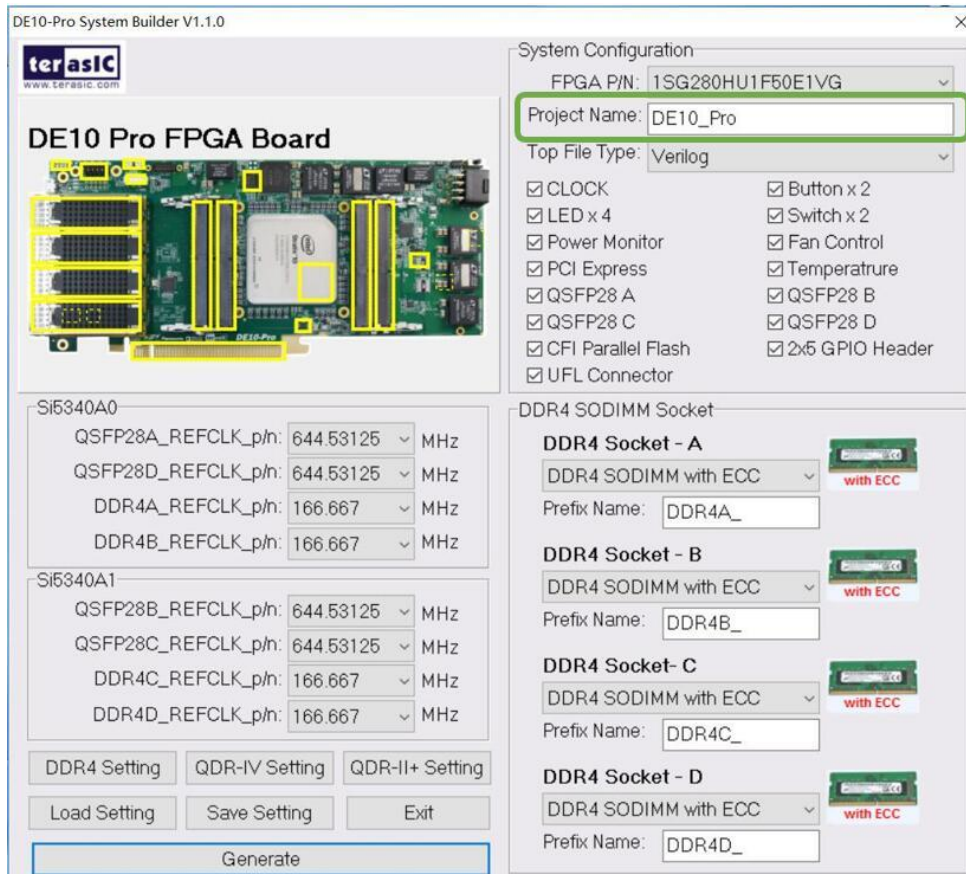 DE10-Pro System Builder V1.1.0
terasIC
www.terasic.com
DE10 Pro FPGA Board
DE10-Pro
System Configuration
FPGA P/N: 1SG280HU1F50E1VG
Project Name: DE10_Pro
Top File Type: Verilog
CLOCK
Button x 2
LED x 4
Switch x 2
Power Monitor
Fan Control
PCI Express
Temperatrure
QSFP28 A
QSFP28 B
QSFP28 C
QSFP28 D
CFI Parallel Flash
2x5 GPIO Header
UFL Connector
Si5340A0
QSFP28A_REFCLK_p/n: 644.53125 MHz
QSFP28D_REFCLK_p/n: 644.53125 MHz
DDR4A_REFCLK_p/n: 166.667 MHz
DDR4B_REFCLK_p/n: 166.667 MHz
Si5340A1
QSFP28B_REFCLK_p/n: 644.53125 MHz
QSFP28C_REFCLK_p/n: 644.53125 MHz
DDR4C_REFCLK_p/n: 166.667 MHz
DDR4D_REFCLK_p/n: 166.667 MHz
DDR4 Setting
QDR-IV Setting
QDR-II+ Setting
Load Setting
Save Setting
Exit
Generate
DDR4 SODIMM Socket
DDR4 Socket - A
DDR4 SODIMM with ECC
with ECC
Prefix Name: DDR4A_
DDR4 Socket - B
DDR4 SODIMM with ECC
with ECC
Prefix Name: DDR4B_
DDR4 Socket- C
DDR4 SODIMM with ECC
with ECC
Prefix Name: DDR4C_
DDR4 Socket - D
DDR4 SODIMM with ECC
with ECC
Prefix Name: DDR4D_